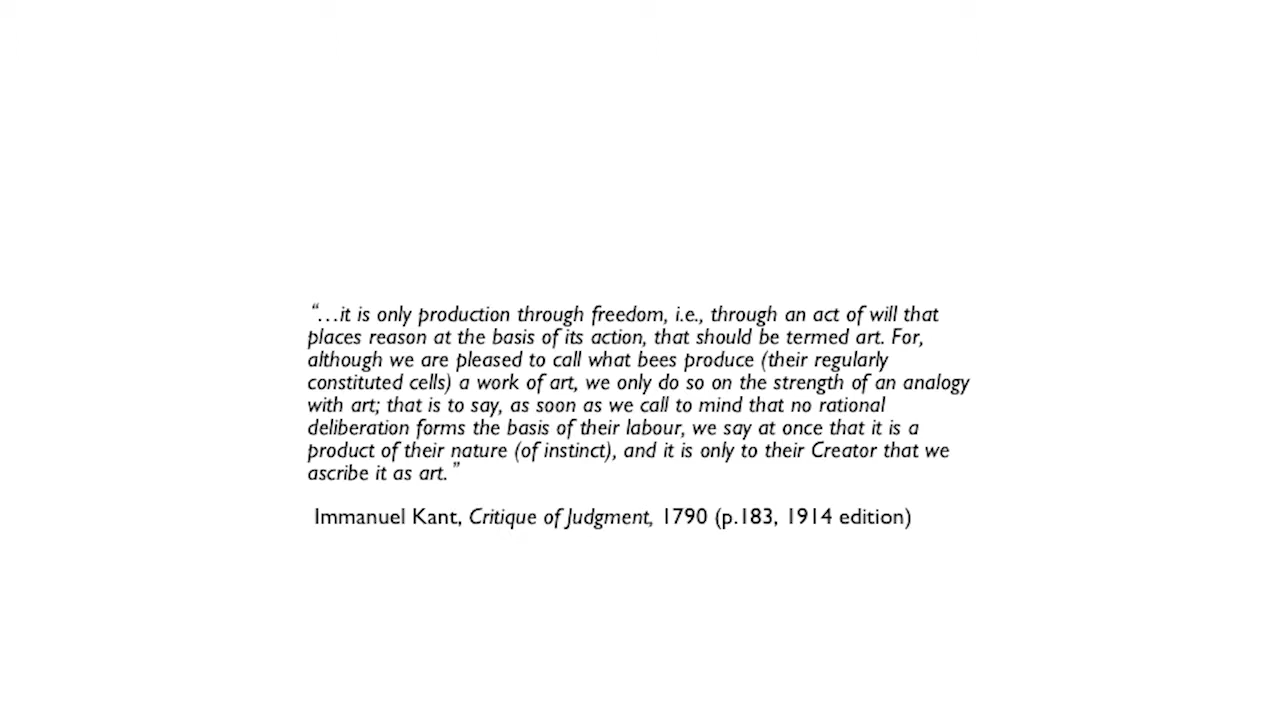 “…it is only production through freedom, i.e., through an act of will that
places reason at the basis of its action, that should be termed art. For,
although we are pleased to call what bees produce (their regularly
constituted cells) a work of art, we only do so on the strength of an analogy
with art; that is to say, as soon as we call to mind that no rational
deliberation forms the basis of their labour, we say at once that it is a
product of their nature (of instinct), and it is only to their Creator that we
ascribe it as art.”
Immanuel Kant, Critique of Judgment, 1790 (p.183, 1914 edition)